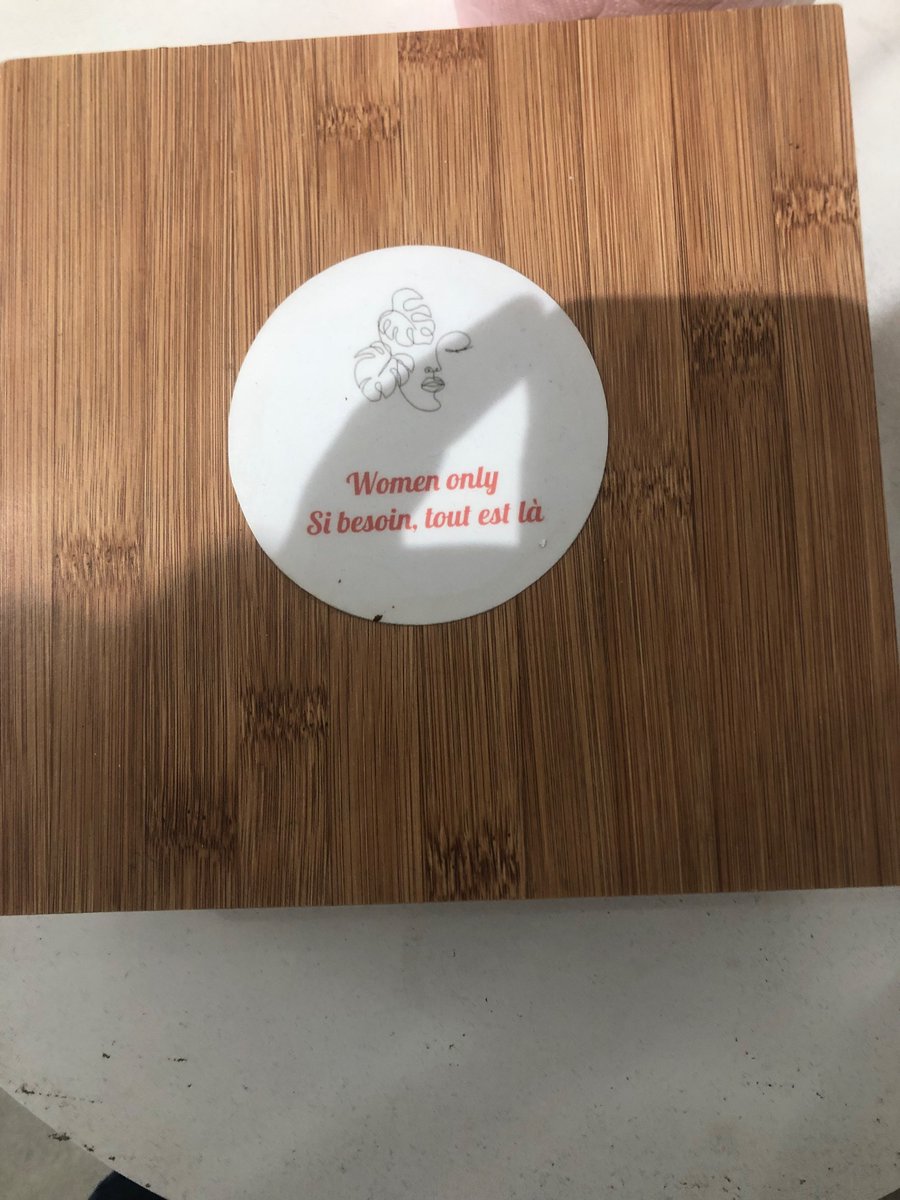 Women only
Si besoin, tout est là